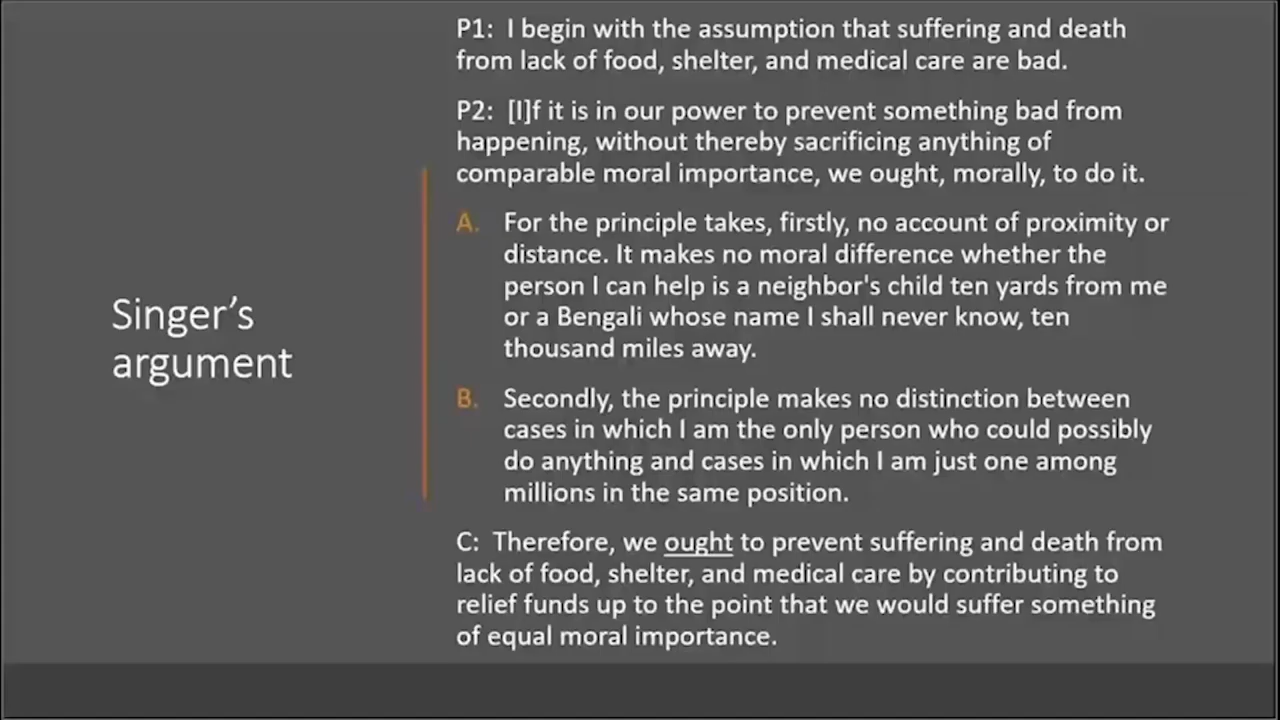 Singer's
argument
P1: I begin with the assumption that suffering and death
from lack of food, shelter, and medical care are bad.
P2: [I]f it is in our power to prevent something bad from
happening, without thereby sacrificing anything of
comparable moral importance, we ought, morally, to do it.
A. For the principle takes, firstly, no account of proximity or
distance. It makes no moral difference whether the
person I can help is a neighbor's child ten yards from me
or a Bengali whose name I shall never know, ten
thousand miles away.
B. Secondly, the principle makes no distinction between
cases in which I am the only person who could possibly
do anything and cases in which I am just one among
millions in the same position.
C: Therefore, we ought to prevent suffering and death from
lack of food, shelter, and medical care by contributing to
relief funds up to the point that we would suffer something
of equal moral importance.